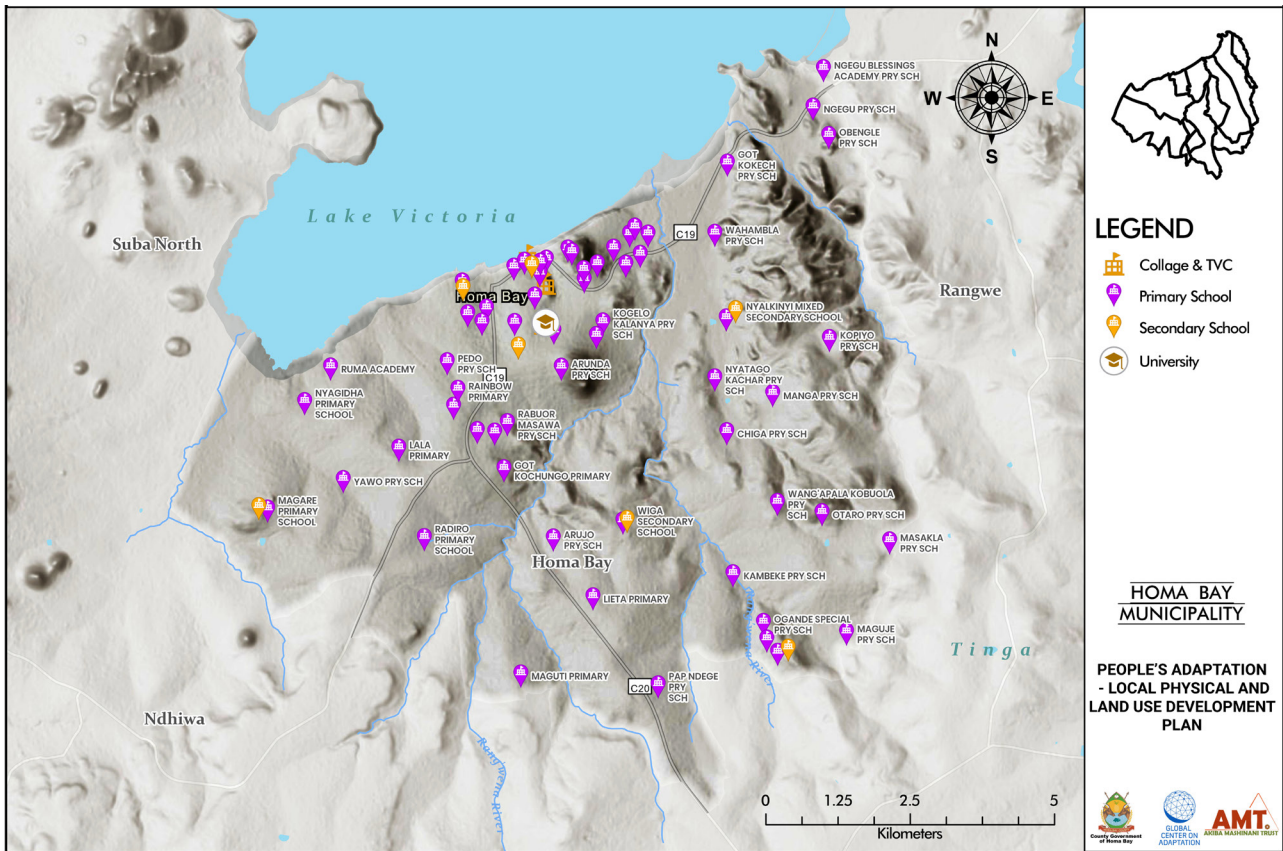 NGEGU BLESSINGS
ACADEMY PRY SCH
NGEGU PRY SCH
OBENGLE
PRY SCH
GOT
KOKECH
PRY SCH
N
W
E
S
Lake Victoria
Suba North
C19
WAHAMBLA
PRY SCH
Rangwe
Homa Bay
KOGELO
KALANYA PRY
SCH
NYALKINYI MIXED
SECONDARY SCHOOL
KOPIYO
PRY SCH
RUMA ACADEMY
PEDO
PRY SCH
C19
ARUNDA
PRY SCH
NYATAGO
KACHAR PRY
SCH
MANGA PRY SCH
NYAGIDHA
PRIMARY
SCHOOL
RAINBOW
PRIMARY
RABUOR
MASAWA
PRY SCH
CHIGA PRY SCH
LALA
PRIMARY
GOT
KOCHUNGO PRIMARY
YAWO PRY SCH
MAGARE
PRIMARY
SCHOOL
WANG'APALA KOBUOLA
PRY
SCH
OTARO PRY SCH
WIGA
SECONDARY
SCHOOL
RADIRO
PRIMARY
SCHOOL
ARUJO
PRY SCH
MASAKLA
PRY SCH
Homa Bay
KAMBEKE PRY SCH
LIETA PRIMARY
OGANDE SPECIAL
PRY SCH
MAGUJE
PRY SCH
Tinga
MAGUTI PRIMARY
C20
PAP NDEGE
PRY
SCH
Ndhiwa
River
Rang'wena River
0
1.25
2.5
5
Kilometers
LEGEND
Collage & TVC
Primary School
Secondary School
University
HOMA BAY
MUNICIPALITY
PEOPLE'S ADAPTATION
- LOCAL PHYSICAL AND
LAND USE DEVELOPMENT
PLAN
County Government
of Homa Bay
GLOBAL
CENTER ON
ADAPTATION
AMT.
AKIBA MASHINANI TRUST